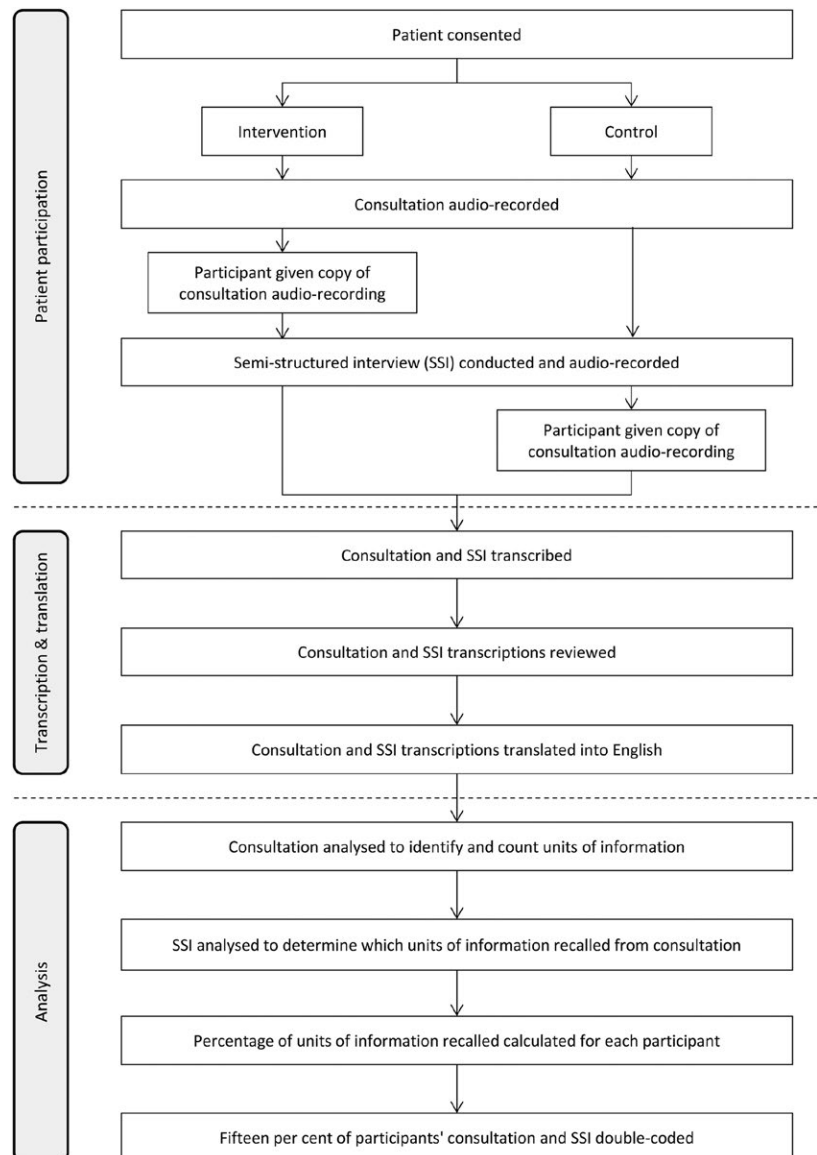 Patient consented
Intervention
Control
Consultation audio-recorded
Participant given copy of
consultation audio-recording
Semi-structured interview (SSI) conducted and audio-recorded
Participant given copy of
consultation audio-recording
Patient participation
Consultation and SSI transcribed
Consultation and SSI transcriptions reviewed
Consultation and SSI transcriptions translated into English
Transcription & translation
Consultation analysed to identify and count units of information
SSI analysed to determine which units of information recalled from consultation
Percentage of units of information recalled calculated for each participant
Fifteen per cent of participants' consultation and SSI double-coded
Analysis